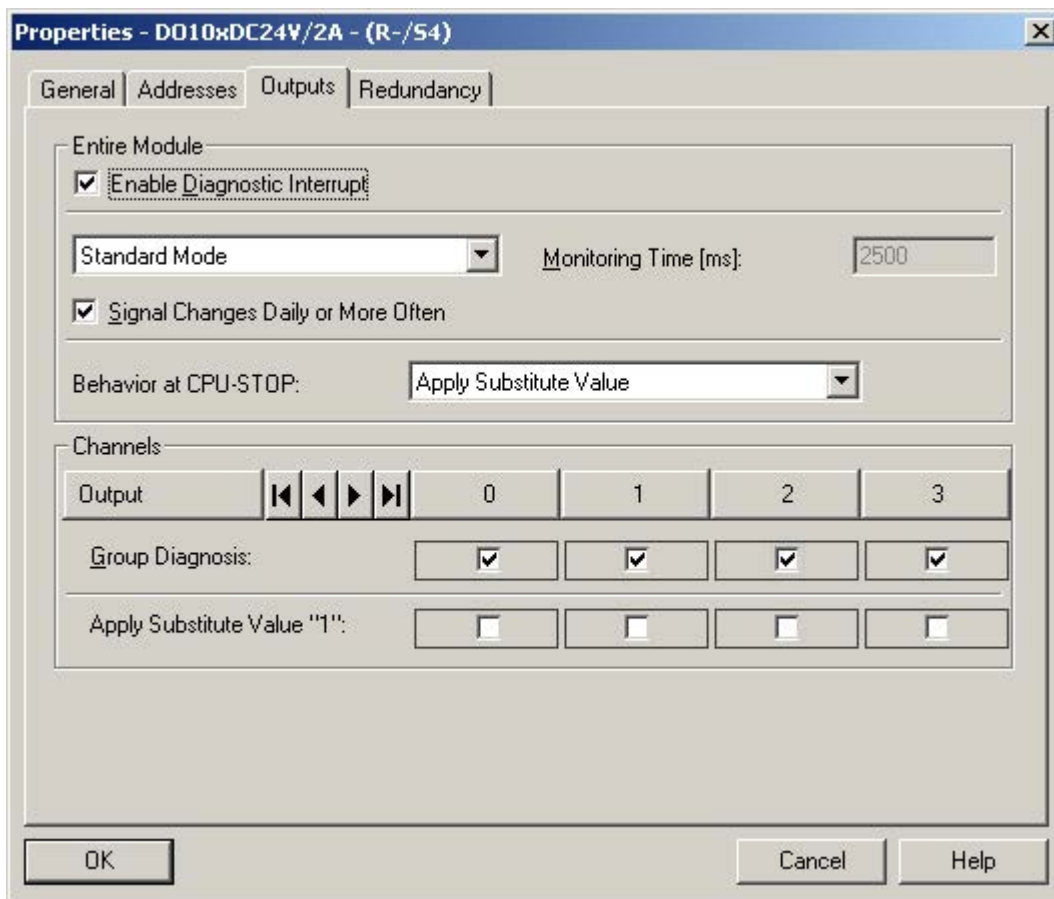 Properties - DO10xDC24V/2A - (R-/S4)
General Addresses Outputs Redundancy
Entire Module
Enable Diagnostic Interrupt
Standard Mode Monitoring Time [ms]: 2500
Signal Changes Daily or More Often
Behavior at CPU-STOP: Apply Substitute Value
Channels
Output 0 1 2 3
Group Diagnosis:
Apply Substitute Value "1":
OK Cancel Help